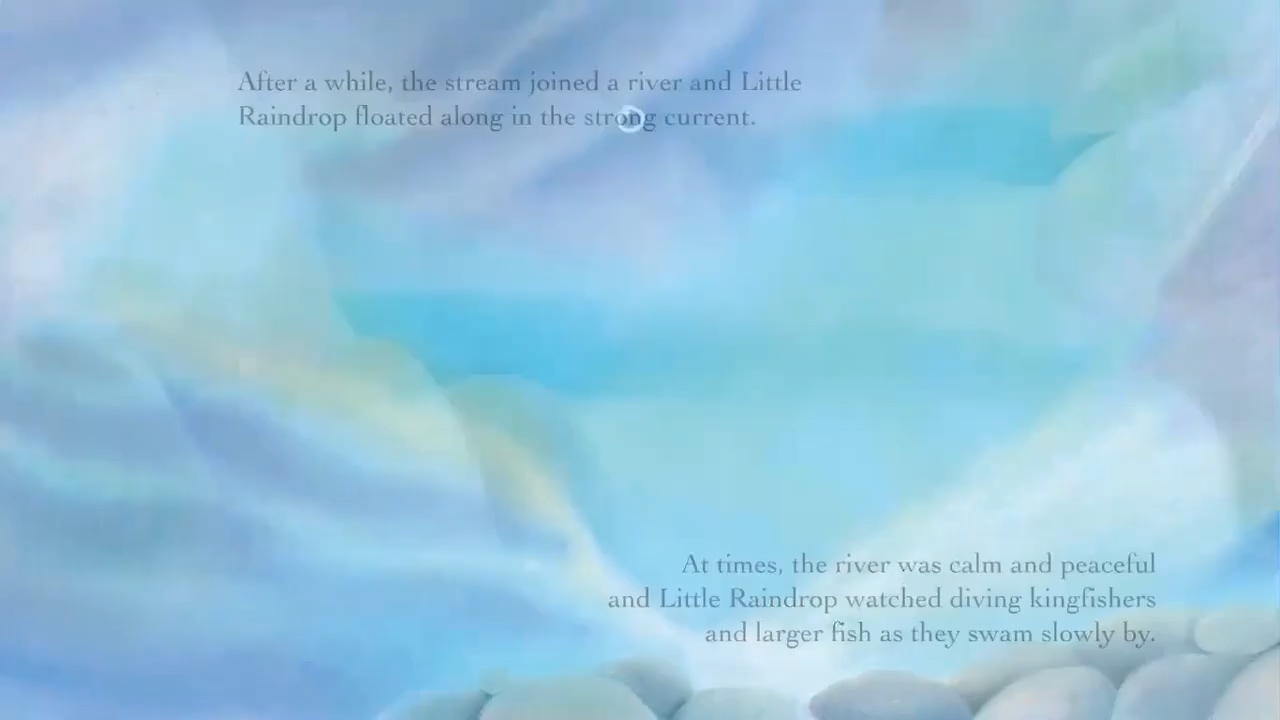 After a while, the stream joined a river and Little
Raindrop floated along in the strong current.
At times, the river was calm and peaceful
and Little Raindrop watched diving kingfishers
and larger fish as they swam slowly by.